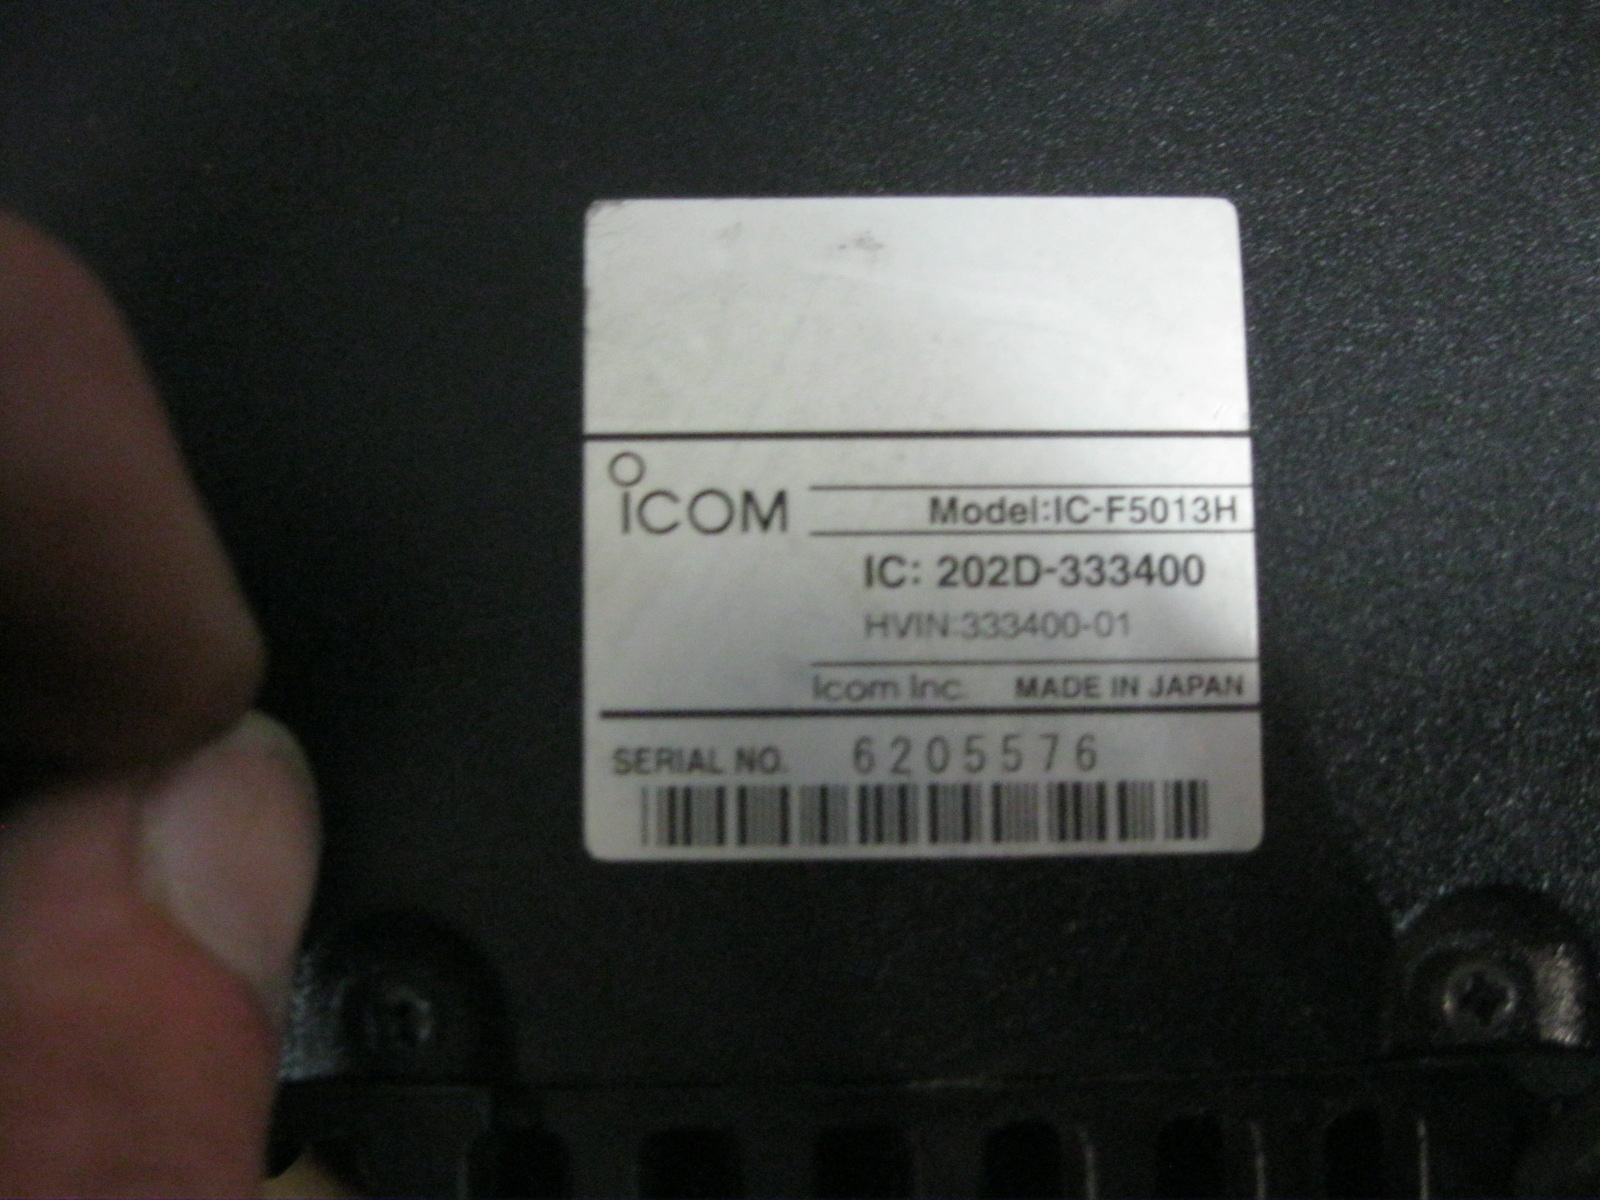 ICOM
Model:IC-F5013H
IC: 202D-333400
HVIN:333400-01
Icom Inc. MADE IN JAPAN
SERIAL NO. 6205576